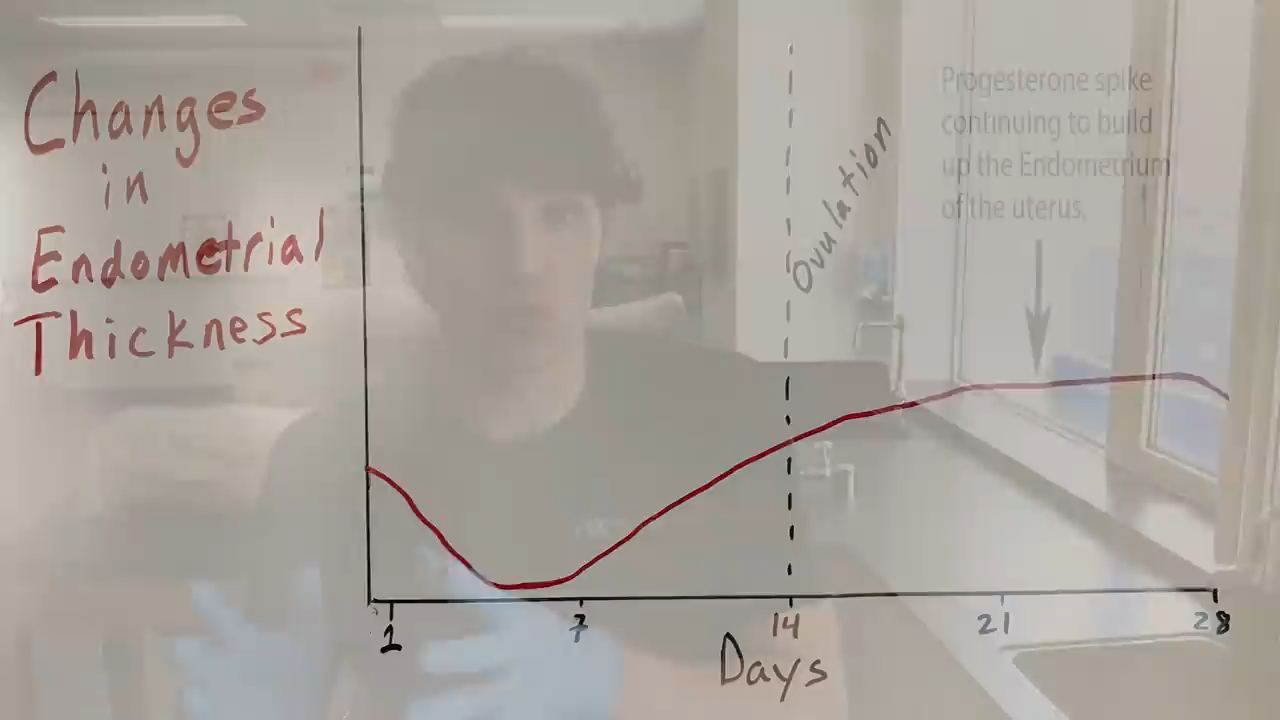 Changes
in
Endometrial
Thickness
Ovulation
Progesterone spike
continuing to build
up the Endometrium
of the uterus.
1
7
14
21
28
Days